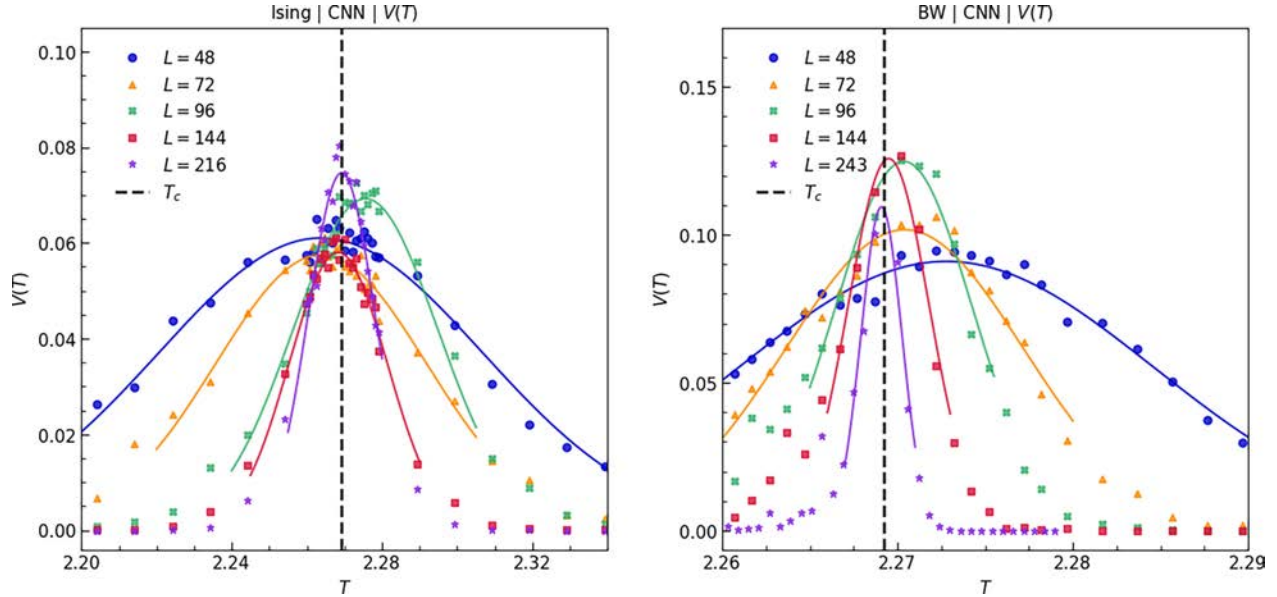 Ising | CNN | V(T)
0.10
0.08
0.06
0.04
0.02
0.00
V(T)
L = 48
L = 72
L = 96
L = 144
L = 216
T_c
2.20
2.24
2.28
2.32
T
BW | CNN | V(T)
0.15
0.10
0.05
0.00
V(T)
L = 48
L = 72
L = 96
L = 144
L = 243
T_c
2.26
2.27
2.28
2.29
T